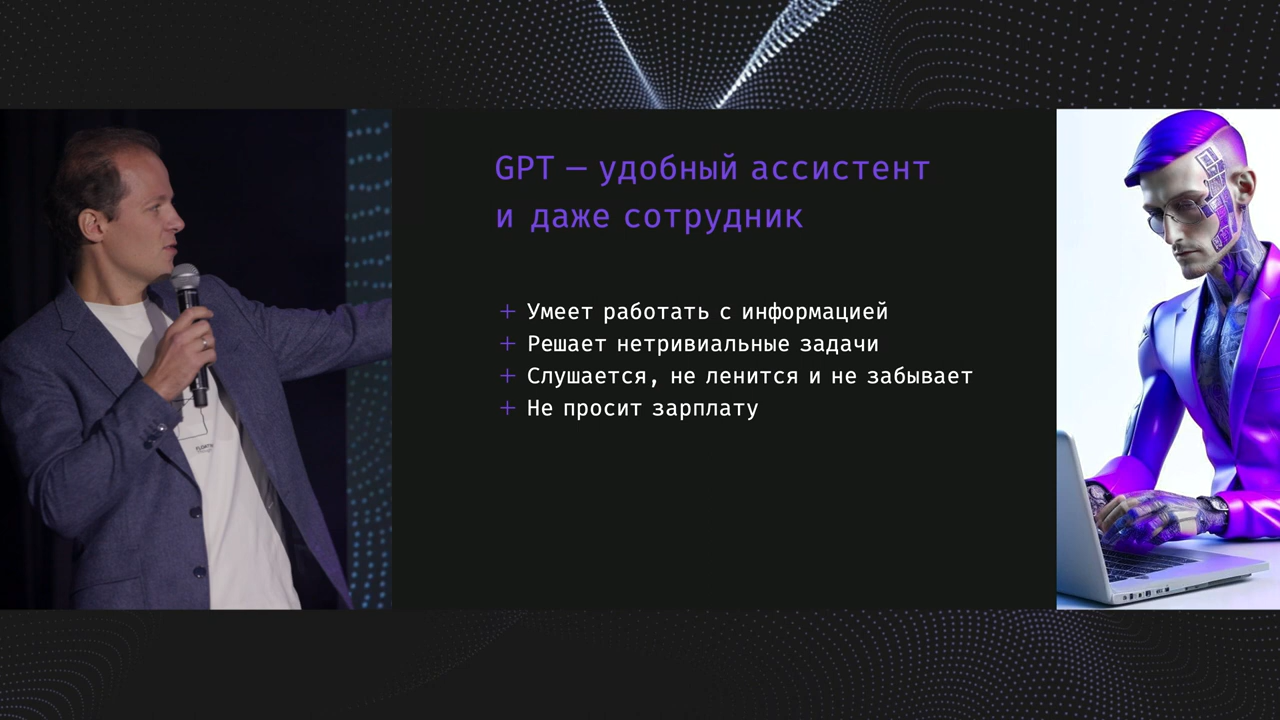 GPT — удобный ассистент
и даже сотрудник
+ Умеет работать с информацией
+ Решает нетривиальные задачи
+ Слушается, не ленится и не забывает
+ Не просит зарплату